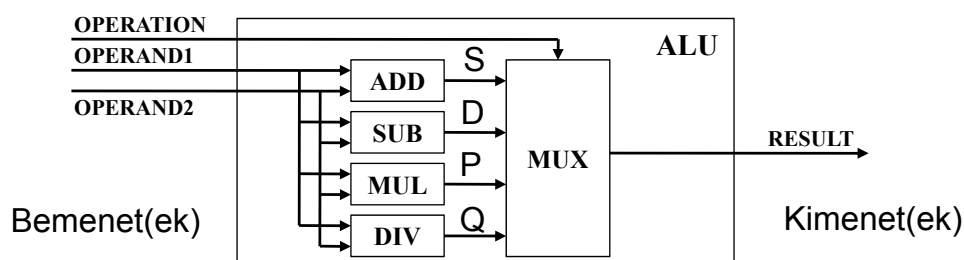 OPERATION
ALU
OPERAND1
S
ADD
OPERAND2
D
SUB
MUX
RESULT
P
MUL
Bemenet(ek)
Q
DIV
Kimenet(ek)